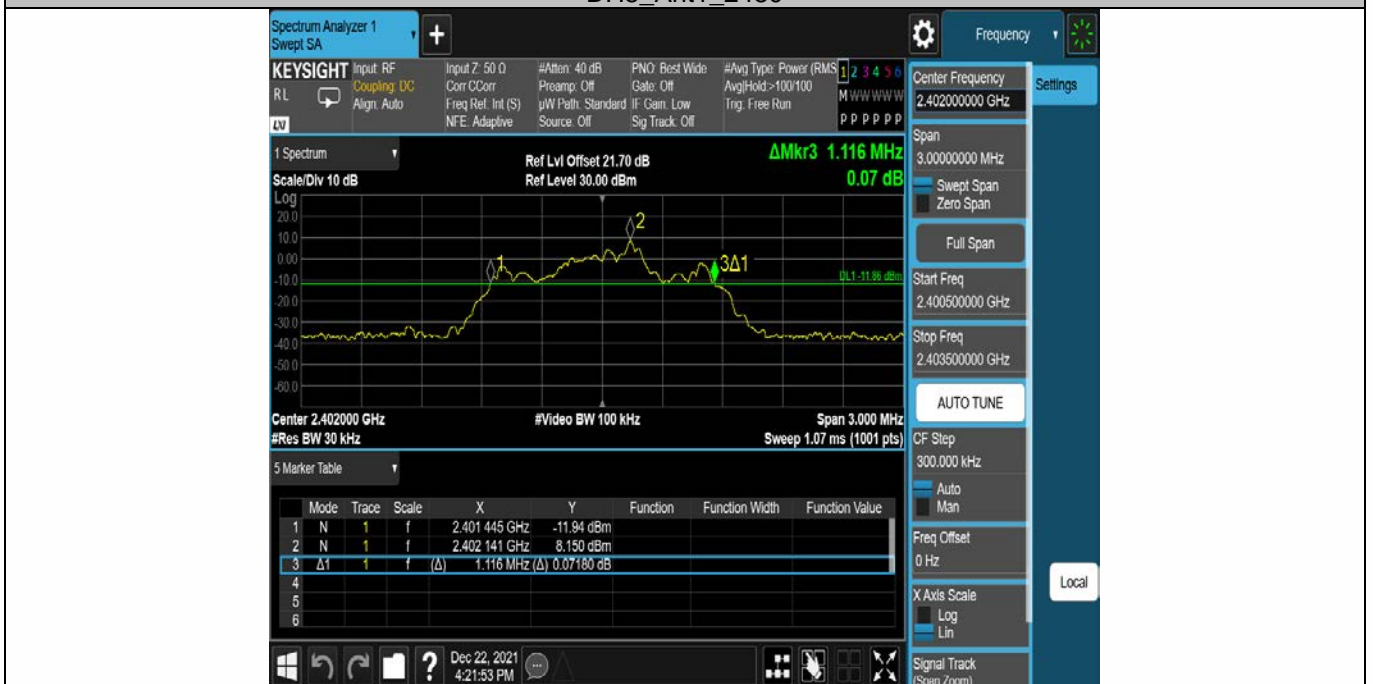 Spectrum Analyzer 1
Swept SA
+
Frequency
KEYSIGHT
RL
LXI
Input: RF
Coupling: DC
Align: Auto
Input Z: 50 Ω
Corr CCorr
Freq Ref: Int (S)
NFE: Adaptive
#Atten: 40 dB
Preamp: Off
µW Path: Standard
Source: Off
PNO: Best Wide
Gate: Off
IF Gain: Low
Sig Track: Off
#Avg Type: Power (RMS
Avg|Hold:>100/100
Trig: Free Run
1 2 3 4 5 6
M W W W W W
P P P P P P
1 Spectrum
Scale/Div 10 dB
Ref Lvl Offset 21.70 dB
Ref Level 30.00 dBm
ΔMkr3 1.116 MHz
0.07 dB
Log
20.0
10.0
0.00
-10.0
-20.0
-30.0
-40.0
-50.0
-60.0
1
2
3Δ1
DL1 -11.86 dBm
Center 2.402000 GHz
#Res BW 30 kHz
#Video BW 100 kHz
Span 3.000 MHz
Sweep 1.07 ms (1001 pts)
5 Marker Table
Mode Trace Scale X Y Function Function Width Function Value
1 N 1 f 2.401 445 GHz -11.94 dBm
2 N 1 f 2.402 141 GHz 8.150 dBm
3 Δ1 1 f (Δ) 1.116 MHz (Δ) 0.07180 dB
4
5
6
?
Dec 22, 2021
4:21:53 PM
Center Frequency
2.402000000 GHz
Settings
Span
3.00000000 MHz
Swept Span
Zero Span
Full Span
Start Freq
2.400500000 GHz
Stop Freq
2.403500000 GHz
AUTO TUNE
CF Step
300.000 kHz
Auto
Man
Freq Offset
0 Hz
X Axis Scale
Log
Lin
Local
Signal Track
(Span Zoom)